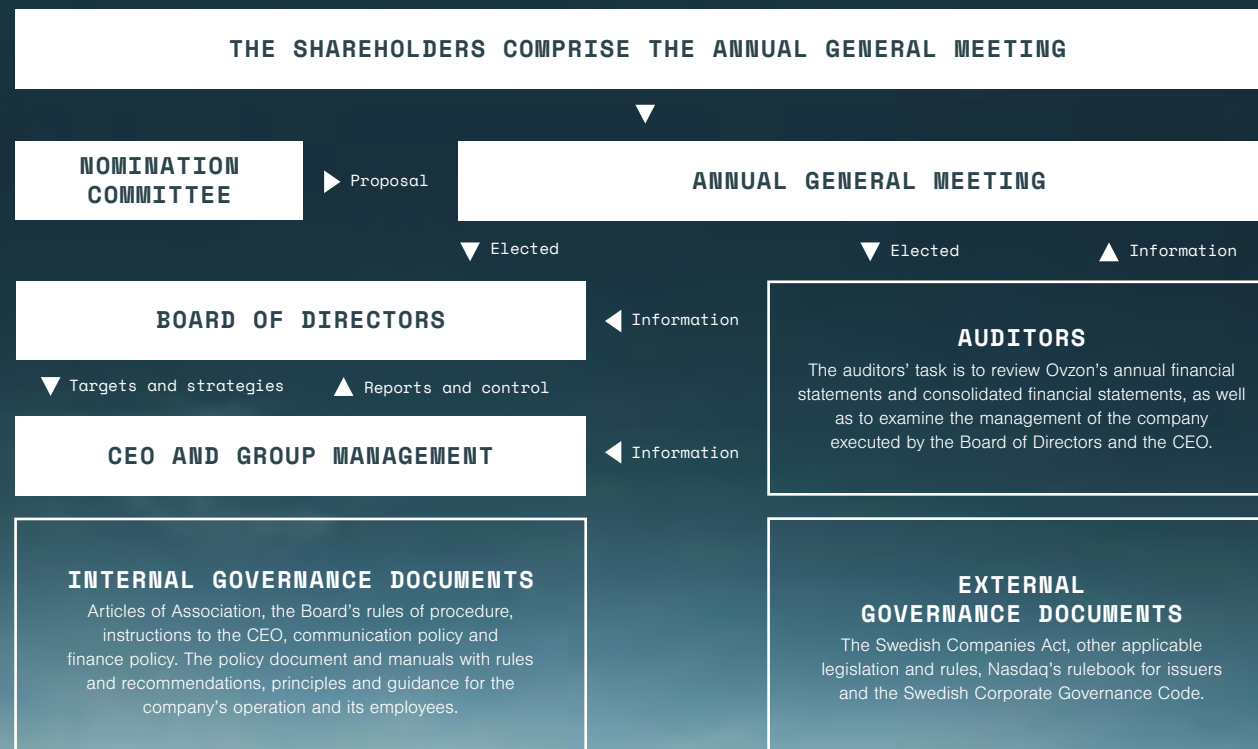 THE SHAREHOLDERS COMPRISE THE ANNUAL GENERAL MEETING
NOMINATION
COMMITTEE
Proposal
ANNUAL GENERAL MEETING
Elected
Elected
Information
BOARD OF DIRECTORS
Information
Targets and strategies
Reports and control
CEO AND GROUP MANAGEMENT
Information
AUDITORS
The auditors’ task is to review Ovzon’s annual financial
statements and consolidated financial statements, as well
as to examine the management of the company
executed by the Board of Directors and the CEO.
INTERNAL GOVERNANCE DOCUMENTS
Articles of Association, the Board’s rules of procedure,
instructions to the CEO, communication policy and
finance policy. The policy document and manuals with rules
and recommendations, principles and guidance for the
company’s operation and its employees.
EXTERNAL
GOVERNANCE DOCUMENTS
The Swedish Companies Act, other applicable
legislation and rules, Nasdaq’s rulebook for issuers
and the Swedish Corporate Governance Code.